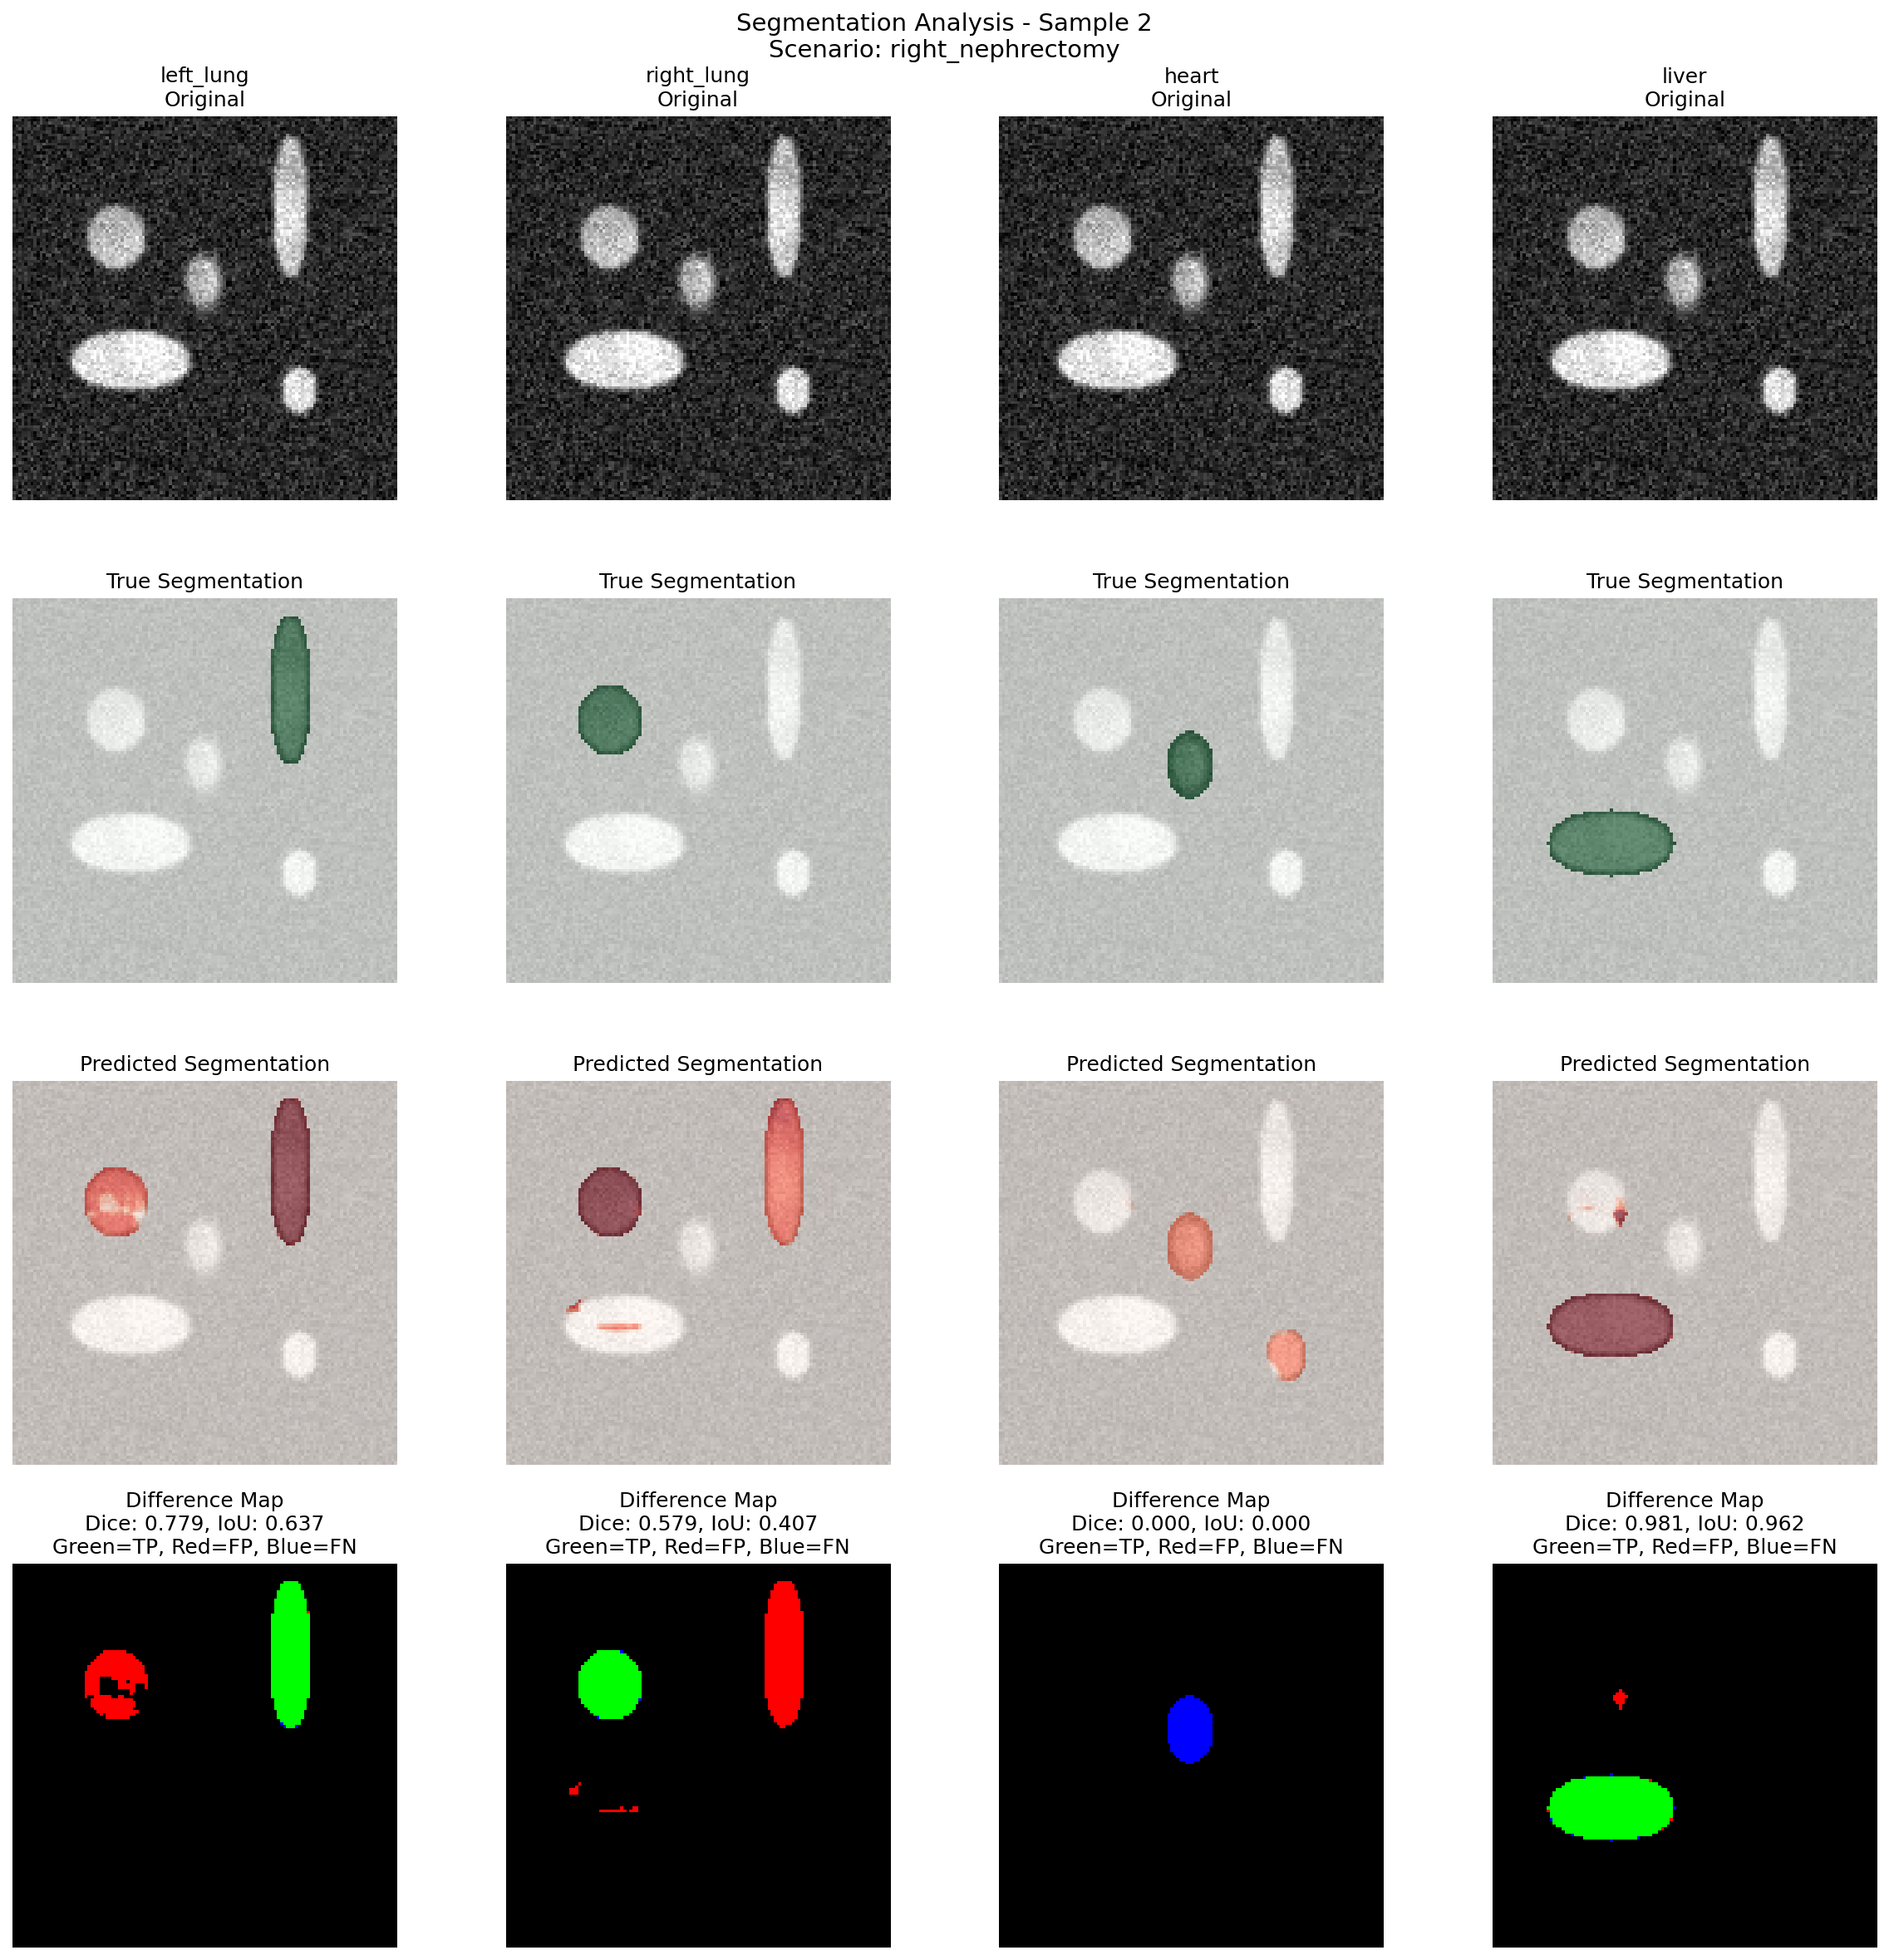 Segmentation Analysis - Sample 2
Scenario: right_nephrectomy
left_lung
Original
right_lung
Original
heart
Original
liver
Original
True Segmentation
True Segmentation
True Segmentation
True Segmentation
Predicted Segmentation
Predicted Segmentation
Predicted Segmentation
Predicted Segmentation
Difference Map
Dice: 0.779, IoU: 0.637
Green=TP, Red=FP, Blue=FN
Difference Map
Dice: 0.579, IoU: 0.407
Green=TP, Red=FP, Blue=FN
Difference Map
Dice: 0.000, IoU: 0.000
Green=TP, Red=FP, Blue=FN
Difference Map
Dice: 0.981, IoU: 0.962
Green=TP, Red=FP, Blue=FN